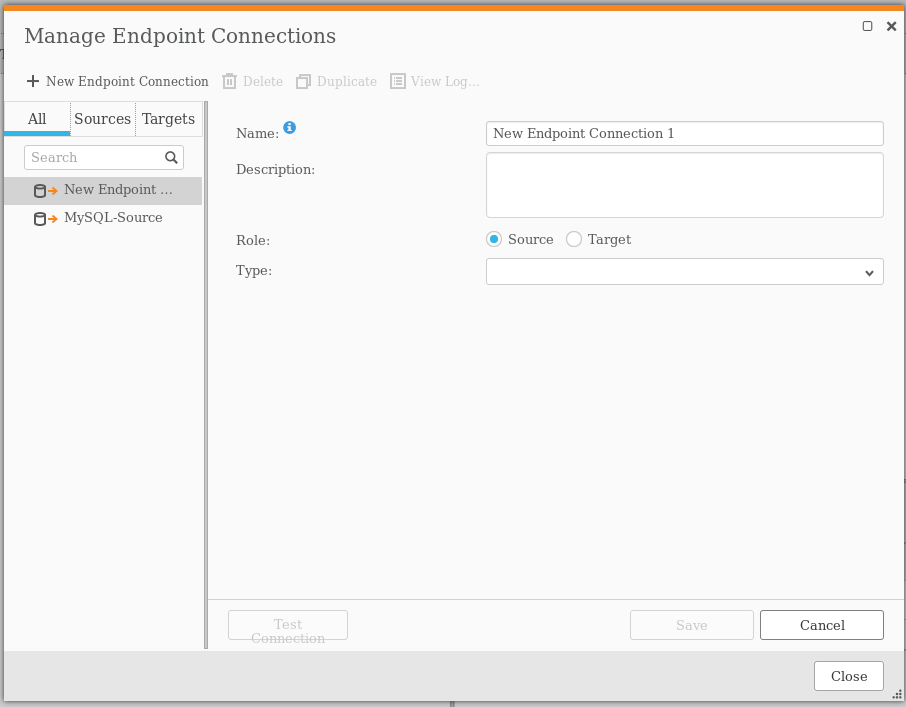 Manage Endpoint Connections
New Endpoint Connection Delete Duplicate View Log...
All Sources Targets
Search
New Endpoint ...
MySQL-Source
Name: New Endpoint Connection 1
Description:
Role: Source Target
Type:
Test
Connection
Save Cancel
Close